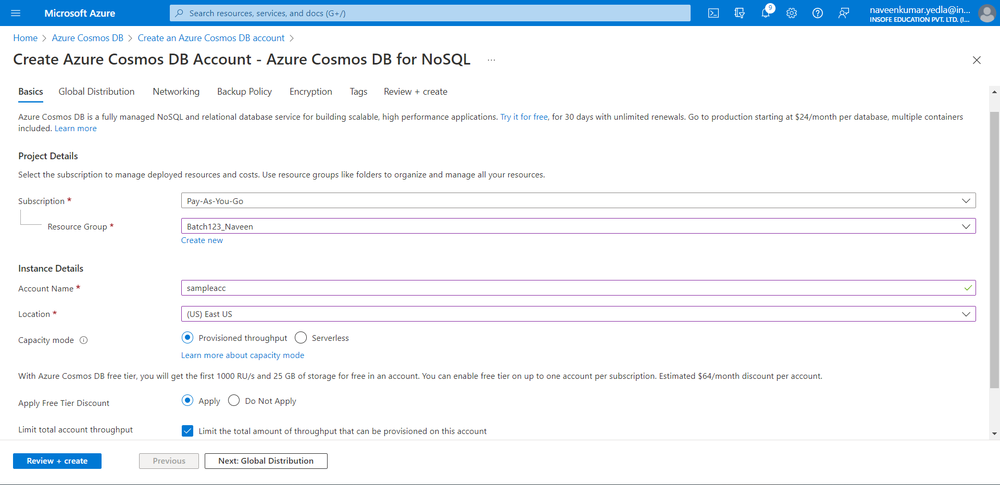 Microsoft Azure
Search resources, services, and docs (G+/)
9
naveenkumar.yedla@in...
INSOFE EDUCATION PVT. LTD. (I...
Home > Azure Cosmos DB > Create an Azure Cosmos DB account >
Create Azure Cosmos DB Account - Azure Cosmos DB for NoSQL ...
Basics Global Distribution Networking Backup Policy Encryption Tags Review + create
Azure Cosmos DB is a fully managed NoSQL and relational database service for building scalable, high performance applications. Try it for free, for 30 days with unlimited renewals. Go to production starting at $24/month per database, multiple containers
included. Learn more
Project Details
Select the subscription to manage deployed resources and costs. Use resource groups like folders to organize and manage all your resources.
Subscription * Pay-As-You-Go
Resource Group * Batch123_Naveen
Create new
Instance Details
Account Name * sampleacc
Location * (US) East US
Capacity mode Provisioned throughput Serverless
Learn more about capacity mode
With Azure Cosmos DB free tier, you will get the first 1000 RU/s and 25 GB of storage for free in an account. You can enable free tier on up to one account per subscription. Estimated $64/month discount per account.
Apply Free Tier Discount Apply Do Not Apply
Limit total account throughput Limit the total amount of throughput that can be provisioned on this account
Review + create Previous Next: Global Distribution